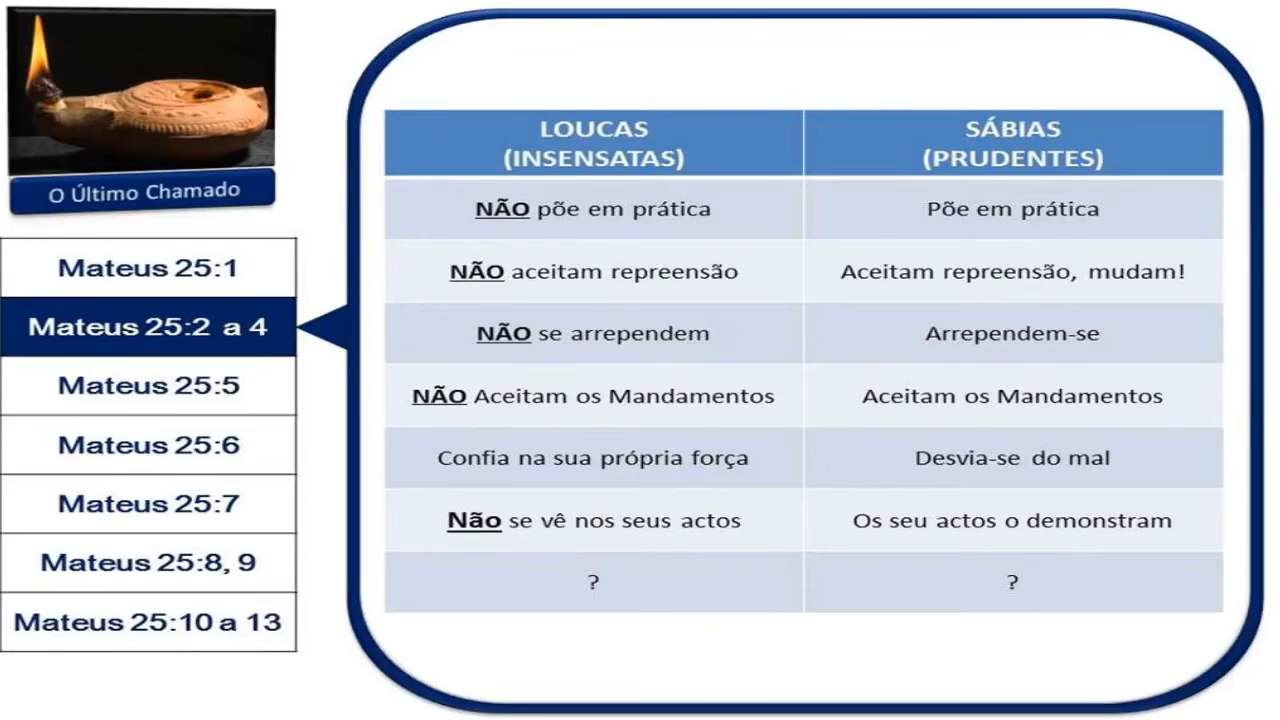 O Último Chamado
Mateus 25:1
Mateus 25:2 a 4
Mateus 25:5
Mateus 25:6
Mateus 25:7
Mateus 25:8, 9
Mateus 25:10 a 13
LOUCAS SÁBIAS
(INSENSATAS) (PRUDENTES)
NÃO põe em prática Põe em prática
NÃO aceitam repreensão Aceitam repreensão, mudam!
NÃO se arrependem Arrependem-se
NÃO Aceitam os Mandamentos Aceitam os Mandamentos
Confia na sua própria força Desvia-se do mal
Não se vê nos seus actos Os seu actos o demonstram
? ?